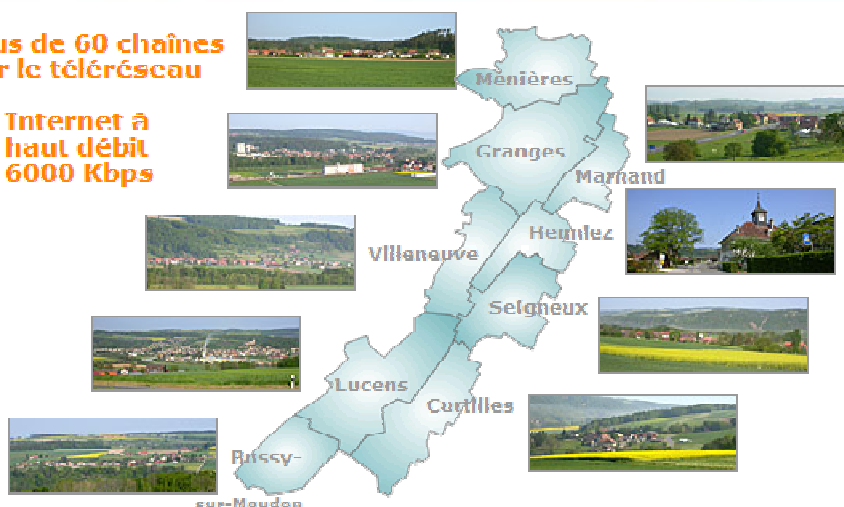 us de 60 chaînes
r le téléréseau
Internet à
haut débit
6000 Kbps
Ménières
Granges
Marnand
Henniez
Villeneuve
Seigneux
Lucens
Curtilles
Bussy-
sur-Moudon